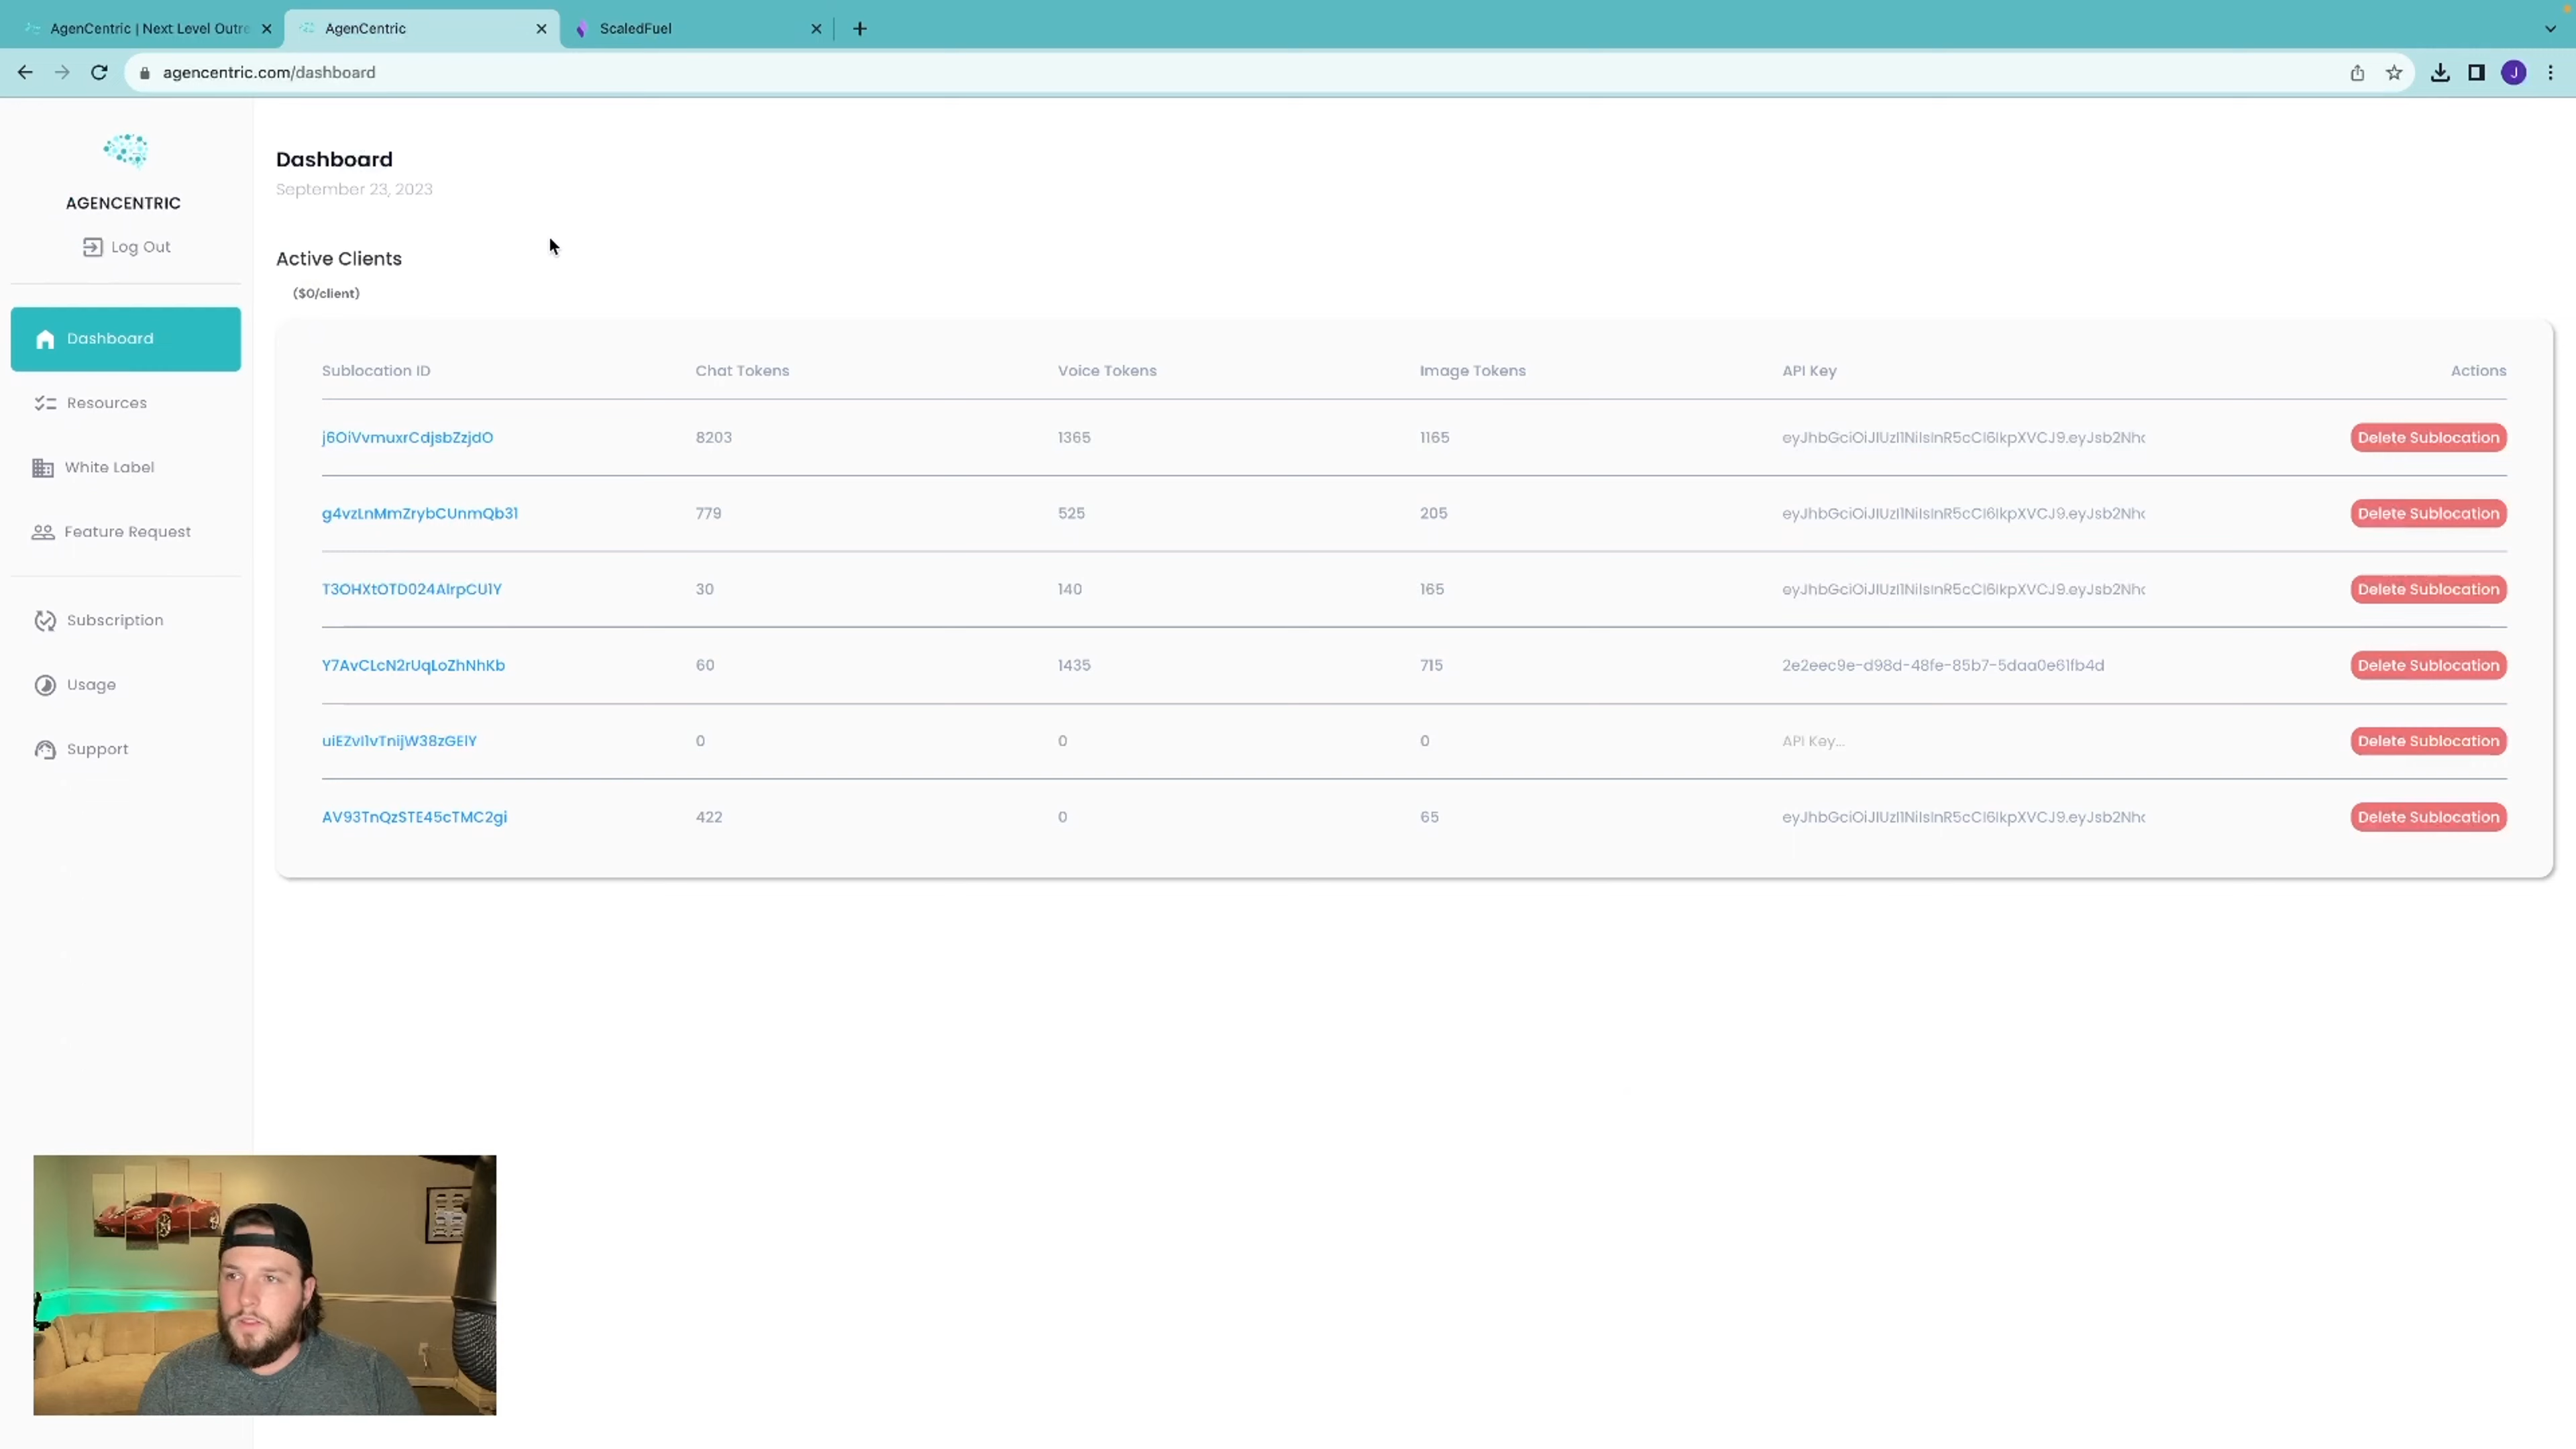 AgenCentric | Next Level Outre
AgenCentric
ScaledFuel
agencentric.com/dashboard
J
AGENCENTRIC
Log Out
Dashboard
Resources
White Label
Feature Request
Subscription
Usage
Support
Dashboard
September 23, 2023
Active Clients
($0/client)
Sublocation ID Chat Tokens Voice Tokens Image Tokens API Key Actions
j6OiVvmuxrCdjsbZzjdO 8203 1365 1165 eyJhbGciOiJIUzI1NiIsInR5cCI6IkpXVCJ9.eyJsb2Nhc Delete Sublocation
g4vzLnMmZrybCUnmQb31 779 525 205 eyJhbGciOiJIUzI1NiIsInR5cCI6IkpXVCJ9.eyJsb2Nhc Delete Sublocation
T3OHXtOTD024AlrpCU1Y 30 140 165 eyJhbGciOiJIUzI1NiIsInR5cCI6IkpXVCJ9.eyJsb2Nhc Delete Sublocation
Y7AvCLcN2rUqLoZhNhKb 60 1435 715 2e2eec9e-d98d-48fe-85b7-5daa0e61fb4d Delete Sublocation
uiEZvI1vTnijW38zGElY 0 0 0 API Key... Delete Sublocation
AV93TnQzSTE45cTMC2gi 422 0 65 eyJhbGciOiJIUzI1NiIsInR5cCI6IkpXVCJ9.eyJsb2Nhc Delete Sublocation